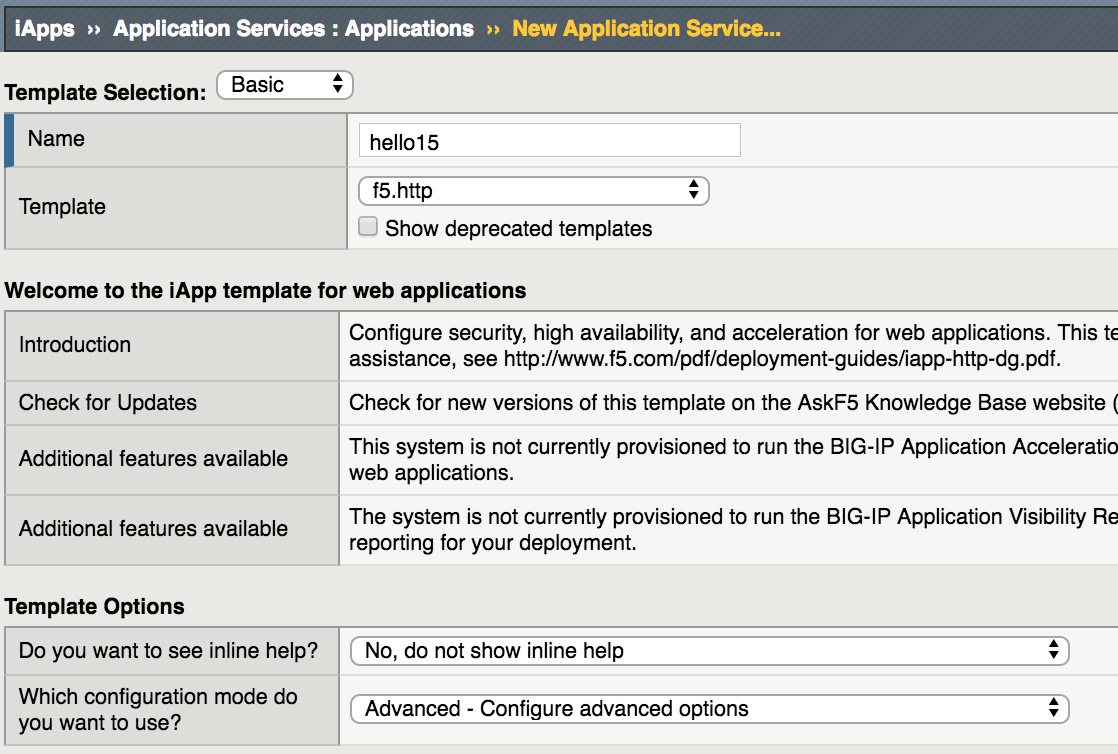 iApps ›› Application Services : Applications ›› New Application Service...
Template Selection: Basic
Name
hello15
Template
f5.http
Show deprecated templates
Welcome to the iApp template for web applications
Introduction
Configure security, high availability, and acceleration for web applications. This
assistance, see http://www.f5.com/pdf/deployment-guides/iapp-http-dg.pdf.
Check for Updates
Check for new versions of this template on the AskF5 Knowledge Base website (
Additional features available
This system is not currently provisioned to run the BIG-IP Application
web applications.
Additional features available
The system is not currently provisioned to run the BIG-IP Application Visibility
reporting for your deployment.
Template Options
Do you want to see inline help?
No, do not show inline help
Which configuration mode do
you want to use?
Advanced - Configure advanced options